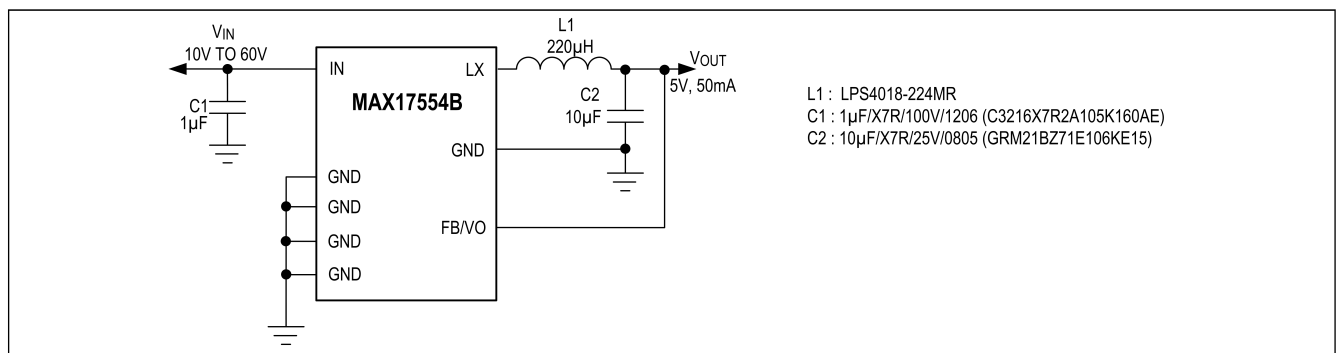 VIN
10V TO 60V
C1
1µF
IN
LX
MAX17554B
GND
GND
GND
GND
GND
FB/VO
L1
220µH
C2
10µF
VOUT
5V, 50mA
L1 : LPS4018-224MR
C1 : 1µF/X7R/100V/1206 (C3216X7R2A105K160AE)
C2 : 10µF/X7R/25V/0805 (GRM21BZ71E106KE15)